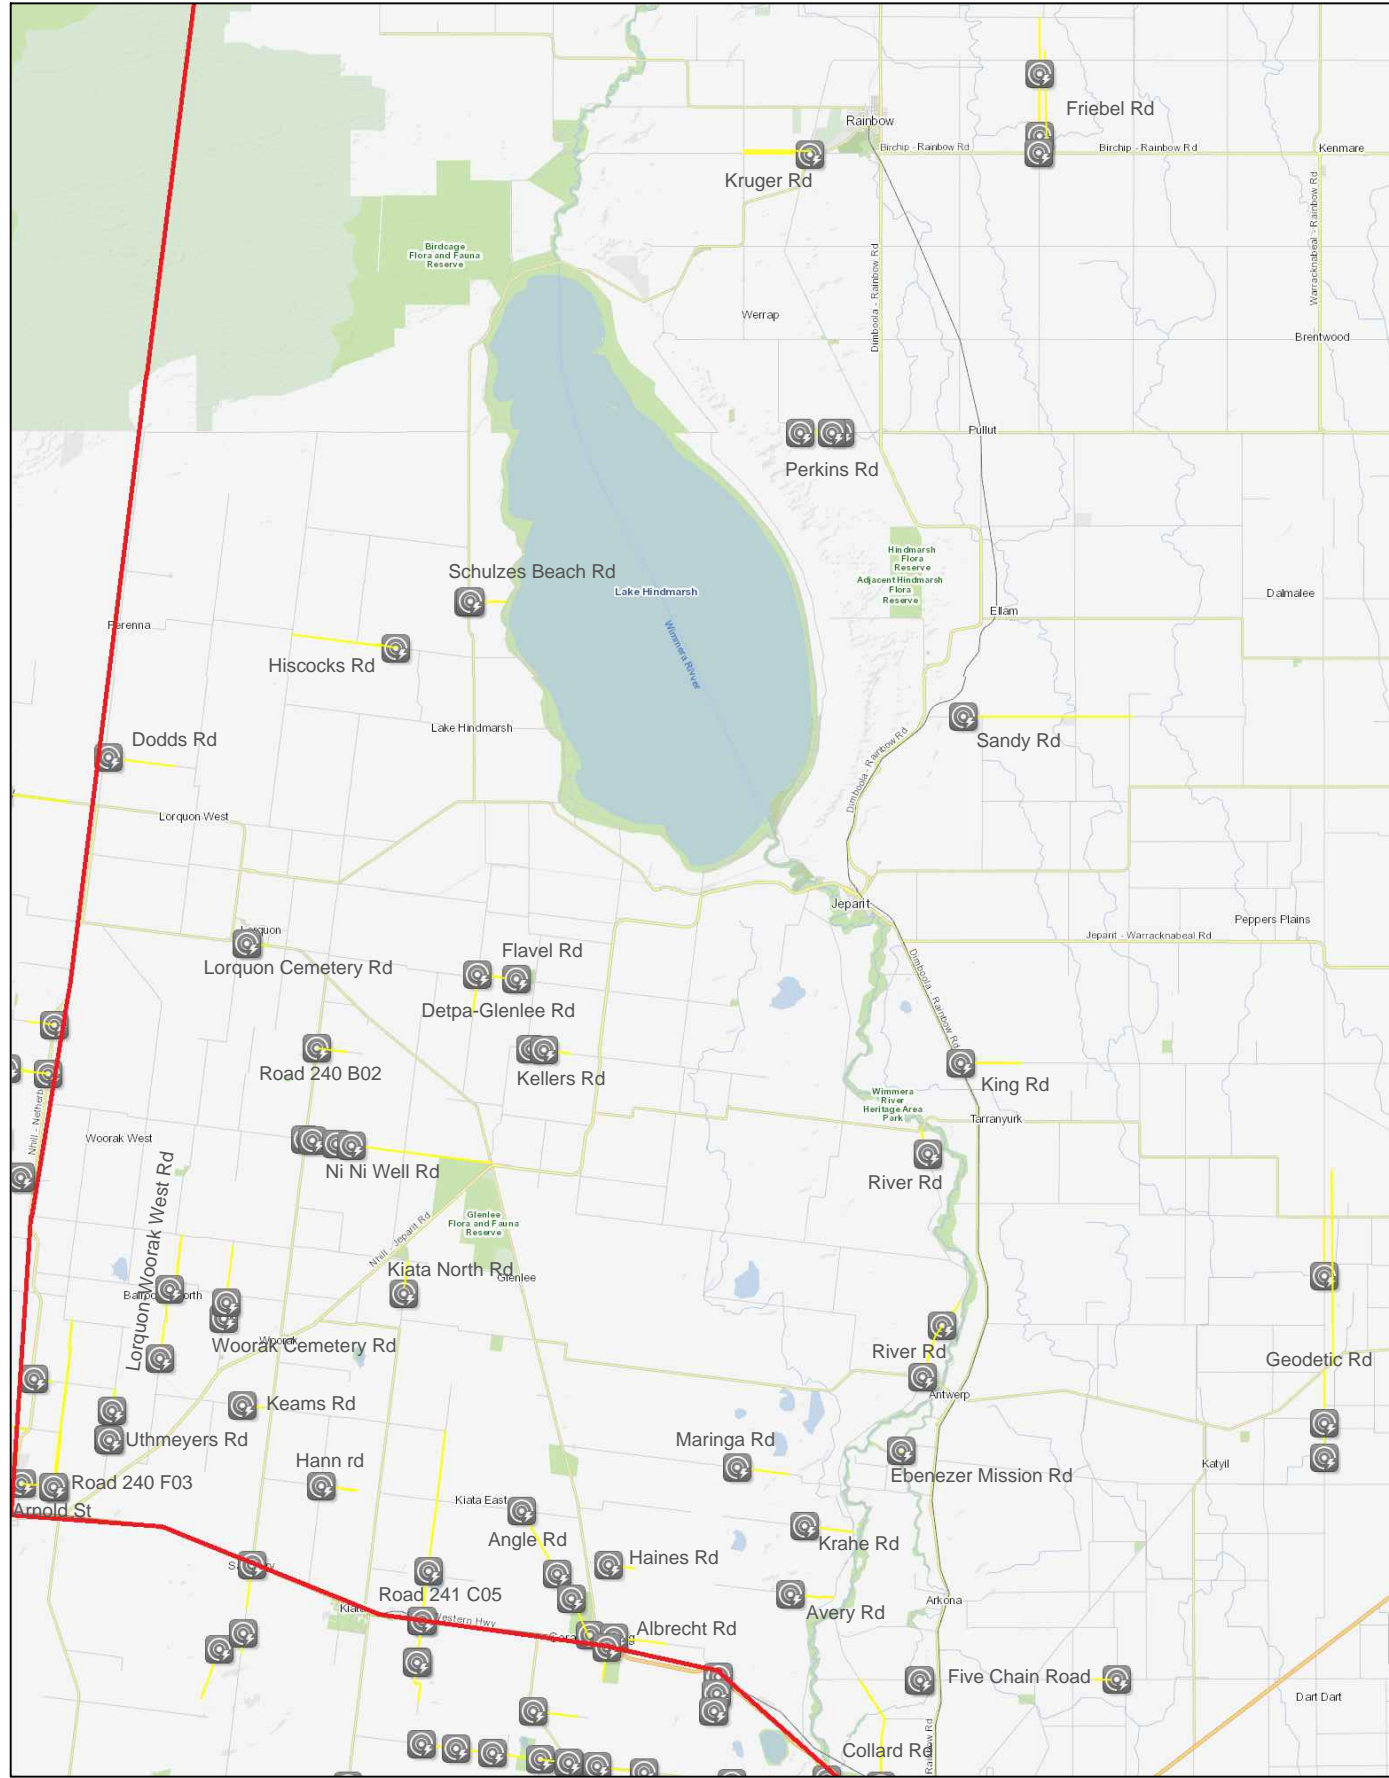 Friebel Rd
Rainbow
Birchip - Rainbow Rd
Birchip - Rainbow Rd
Kenmare
Kruger Rd
Warracknabeal - Rainbow Rd
Birdcage
Flora and Fauna
Reserve
Dimboola - Rainbow Rd
Werrap
Brentwood
Pullut
Perkins Rd
Hindmarsh
Flora
Reserve
Adjacent Hindmarsh
Flora
Reserve
Schulzes Beach Rd
Lake Hindmarsh
Dalmalee
Ellam
Perenna
Wimmera River
Hiscocks Rd
Lake Hindmarsh
Dodds Rd
Sandy Rd
Dimboola - Rainbow Rd
Lorquon West
Jeparit
Peppers Plains
Lorquon
Jeparit - Warracknabeal Rd
Flavel Rd
Lorquon Cemetery Rd
Dimboola - Rainbow Rd
Detpa-Glenlee Rd
Road 240 B02
Kellers Rd
King Rd
Nhill - Netherb
Wimmera
River
Heritage Area
Park
Tarranyurk
Woorak West
Ni Ni Well Rd
River Rd
Lorquon Woorak West Rd
Glenlee
Flora and Fauna
Reserve
Nhill - Jeparit Rd
Kiata North Rd
Glenlee
Woorak
Woorak Cemetery Rd
River Rd
Geodetic Rd
Antwerp
Keams Rd
Uthmeyers Rd
Maringa Rd
Hann rd
Ebenezer Mission Rd
Katyil
Road 240 F03
Arnold St
Kiata East
Angle Rd
Krahe Rd
Haines Rd
Road 241 C05
Avery Rd
Arkona
Kiata
Western Hwy
Albrecht Rd
Five Chain Road
Dart Dart
Collard Rd